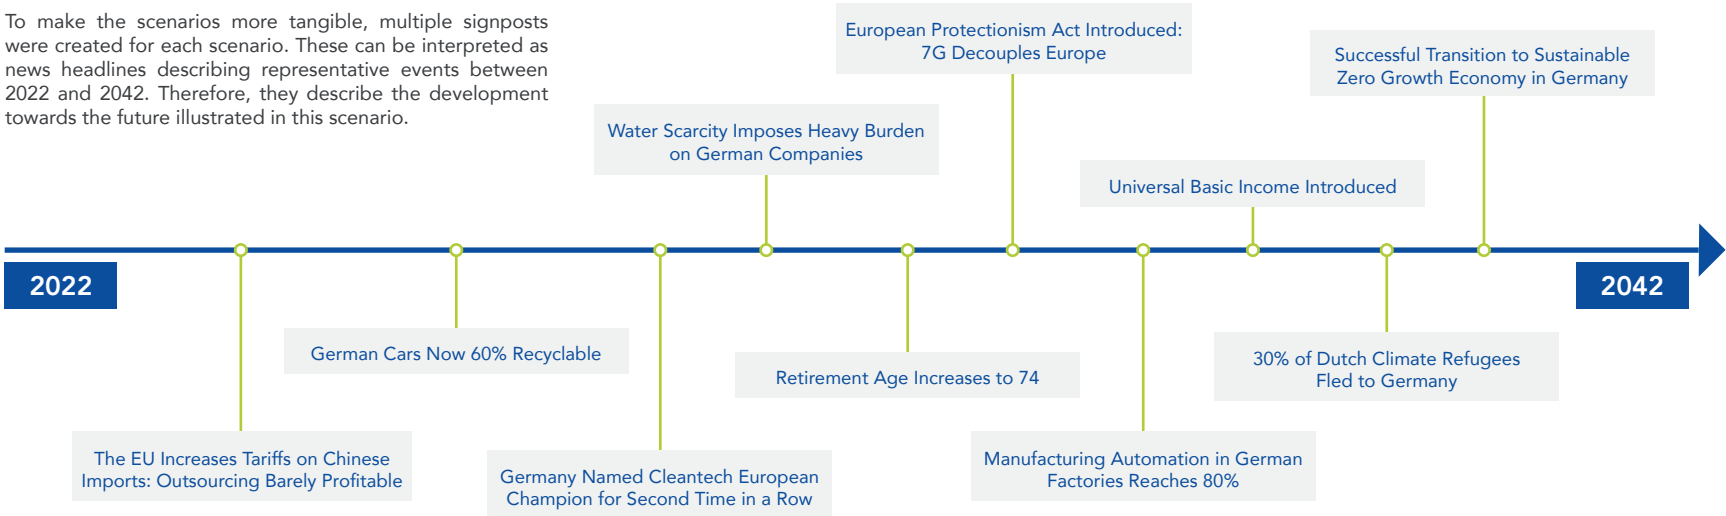 To make the scenarios more tangible, multiple signposts
were created for each scenario. These can be interpreted as
news headlines describing representative events between
2022 and 2042. Therefore, they describe the development
towards the future illustrated in this scenario.
European Protectionism Act Introduced:
7G Decouples Europe
Successful Transition to Sustainable
Zero Growth Economy in Germany
Water Scarcity Imposes Heavy Burden
on German Companies
Universal Basic Income Introduced
2022
2042
German Cars Now 60% Recyclable
Retirement Age Increases to 74
30% of Dutch Climate Refugees
Fled to Germany
The EU Increases Tariffs on Chinese
Imports: Outsourcing Barely Profitable
Germany Named Cleantech European
Champion for Second Time in a Row
Manufacturing Automation in German
Factories Reaches 80%